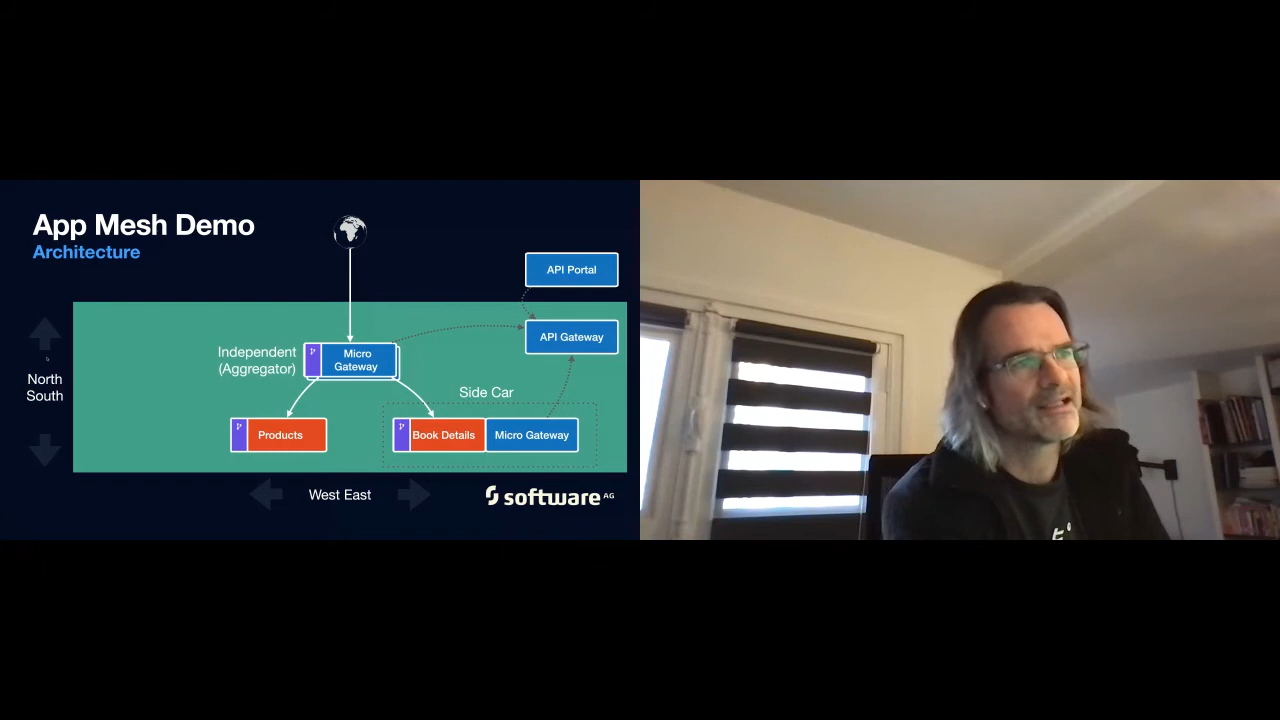 App Mesh Demo
Architecture
API Portal
API Gateway
Independent
(Aggregator)
Micro
Gateway
Side Car
North
South
Products
Book Details
Micro Gateway
West East
software AG